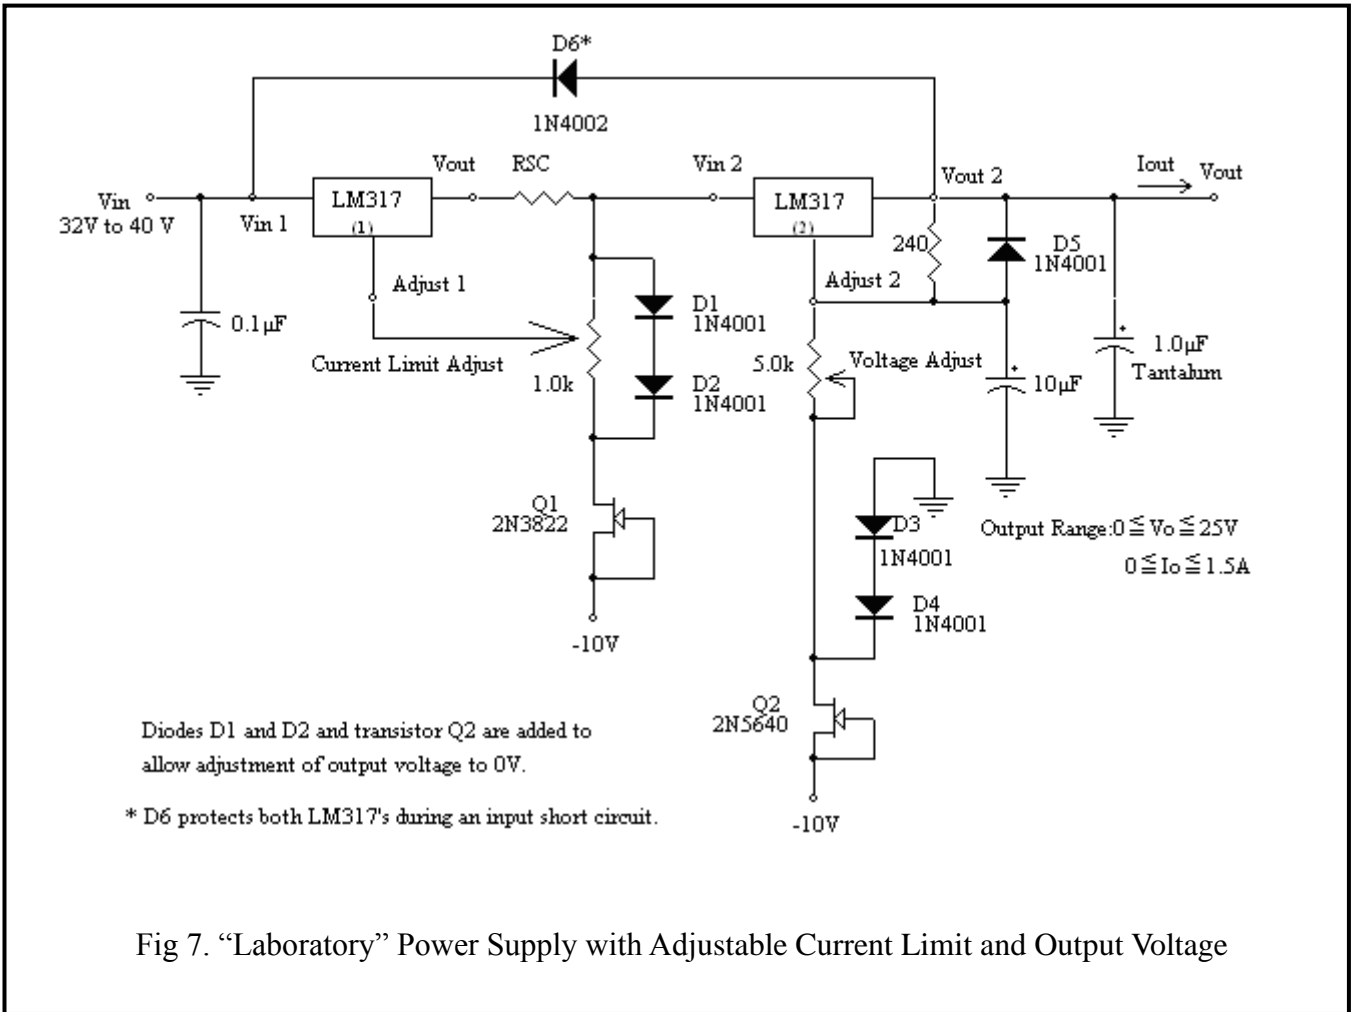 D6*
1N4002
Vout
RSC
Vin 2
Vout 2
Iout
Vout
Vin
32V to 40 V
Vin 1
LM317
(1)
LM317
(2)
240
D5
1N4001
Adjust 1
Adjust 2
0.1µF
D1
1N4001
Current Limit Adjust
1.0k
D2
1N4001
5.0k
Voltage Adjust
+
10µF
+
1.0µF
Tantalum
Q1
2N3822
-10V
D3
1N4001
Output Range:0≦Vo≦25V
0≦Io≦1.5A
D4
1N4001
Q2
2N5640
-10V
Diodes D1 and D2 and transistor Q2 are added to
allow adjustment of output voltage to 0V.
* D6 protects both LM317's during an input short circuit.
Fig 7. “Laboratory” Power Supply with Adjustable Current Limit and Output Voltage